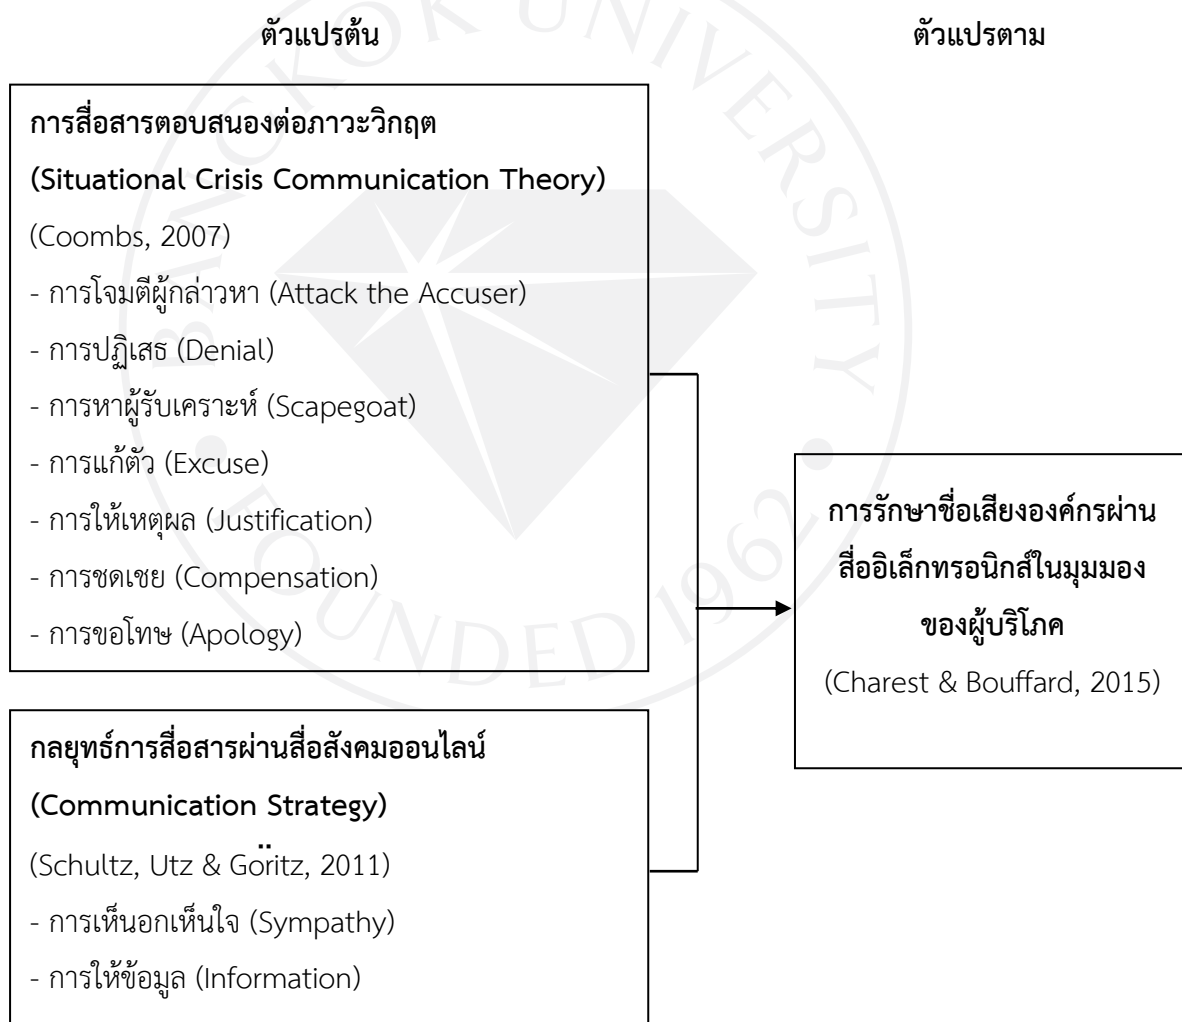 ตัวแปรต้น
ตัวแปรตาม
การสื่อสารตอบสนองต่อภาวะวิกฤต
(Situational Crisis Communication Theory)
(Coombs, 2007)
- การโจมตีผู้กล่าวหา (Attack the Accuser)
- การปฏิเสธ (Denial)
- การหาผู้รับเคราะห์ (Scapegoat)
- การแก้ตัว (Excuse)
- การให้เหตุผล (Justification)
- การชดเชย (Compensation)
- การขอโทษ (Apology)
กลยุทธ์การสื่อสารผ่านสื่อสังคมออนไลน์
(Communication Strategy)
(Schultz, Utz & Göritz, 2011)
- การเห็นอกเห็นใจ (Sympathy)
- การให้ข้อมูล (Information)
การรักษาชื่อเสียงองค์กรผ่าน
สื่ออิเล็กทรอนิกส์ในมุมมอง
ของผู้บริโภค
(Charest & Bouffard, 2015)
BANGKOK UNIVERSITY
FOUNDED 1962